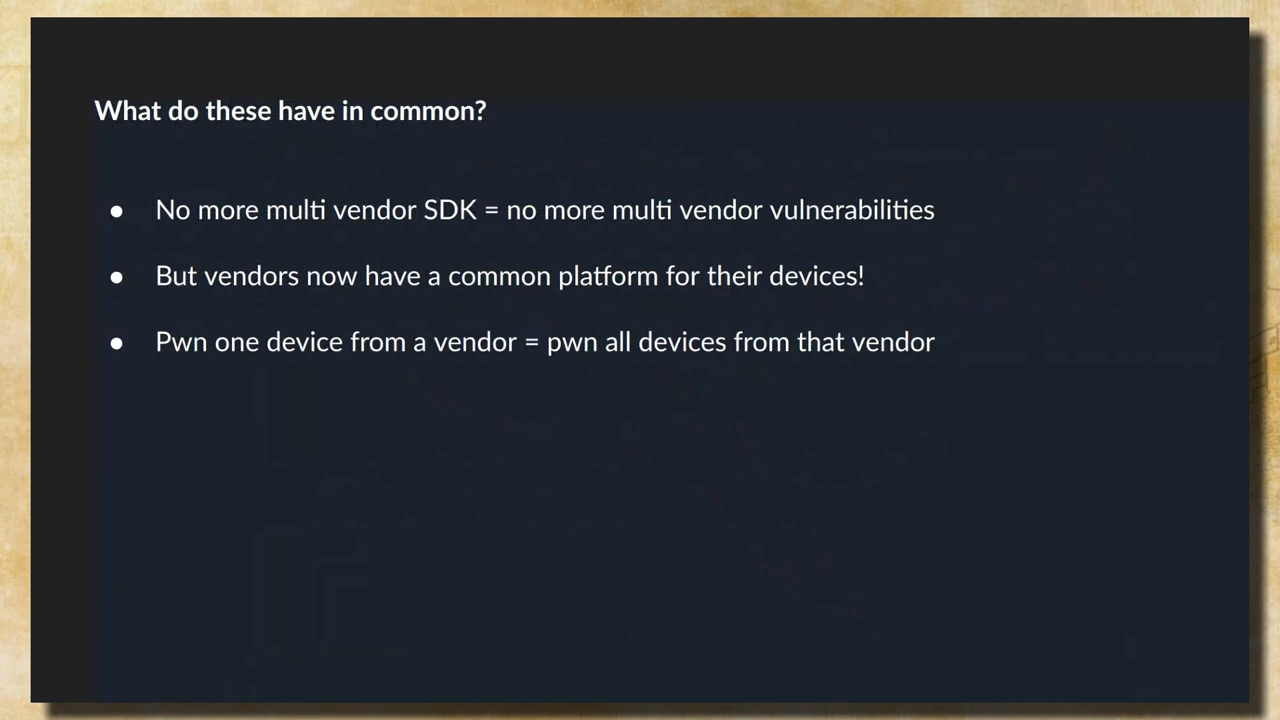 What do these have in common?
● No more multi vendor SDK = no more multi vendor vulnerabilities
● But vendors now have a common platform for their devices!
● Pwn one device from a vendor = pwn all devices from that vendor